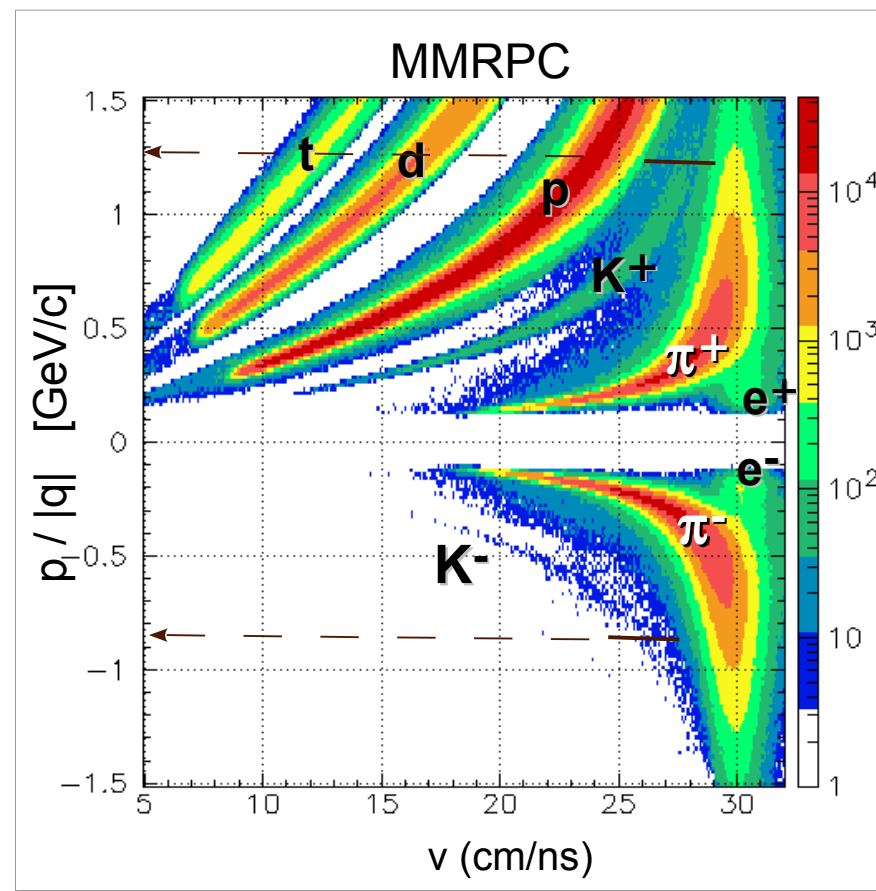 MMRPC
p / |q| [GeV/c]
1.5
1
0.5
0
−0.5
−1
−1.5
t
d
p
K+
π+
e+
e-
π-
K-
10⁴
10³
10²
10
1
5 10 15 20 25 30
v (cm/ns)